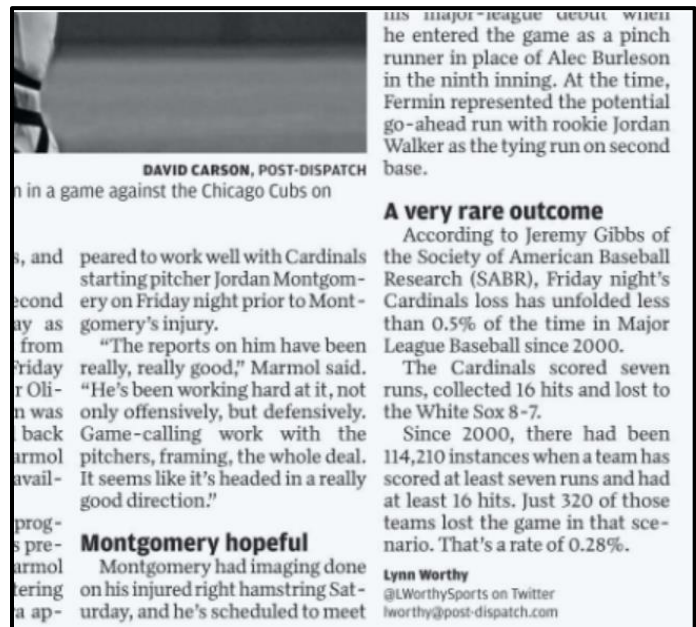 DAVID CARSON, POST-DISPATCH
n in a game against the Chicago Cubs on
s, and
econd
ay as
from
Friday
r Oli-
n was
back
armol
avail-
prog-
s pre-
armol
tering
a ap-
peared to work well with Cardinals
starting pitcher Jordan Montgom-
ery on Friday night prior to Mont-
gomery's injury.
“The reports on him have been
really, really good,” Marmol said.
“He's been working hard at it, not
only offensively, but defensively.
Game-calling work with the
pitchers, framing, the whole deal.
It seems like it's headed in a really
good direction.”
Montgomery hopeful
Montgomery had imaging done
on his injured right hamstring Sat-
urday, and he's scheduled to meet
his major-league debut when
he entered the game as a pinch
runner in place of Alec Burleson
in the ninth inning. At the time,
Fermin represented the potential
go-ahead run with rookie Jordan
Walker as the tying run on second
base.
A very rare outcome
According to Jeremy Gibbs of
the Society of American Baseball
Research (SABR), Friday night's
Cardinals loss has unfolded less
than 0.5% of the time in Major
League Baseball since 2000.
The Cardinals scored seven
runs, collected 16 hits and lost to
the White Sox 8-7.
Since 2000, there had been
114,210 instances when a team has
scored at least seven runs and had
at least 16 hits. Just 320 of those
teams lost the game in that sce-
nario. That's a rate of 0.28%.
Lynn Worthy
@LWorthySports on Twitter
lworthy@post-dispatch.com